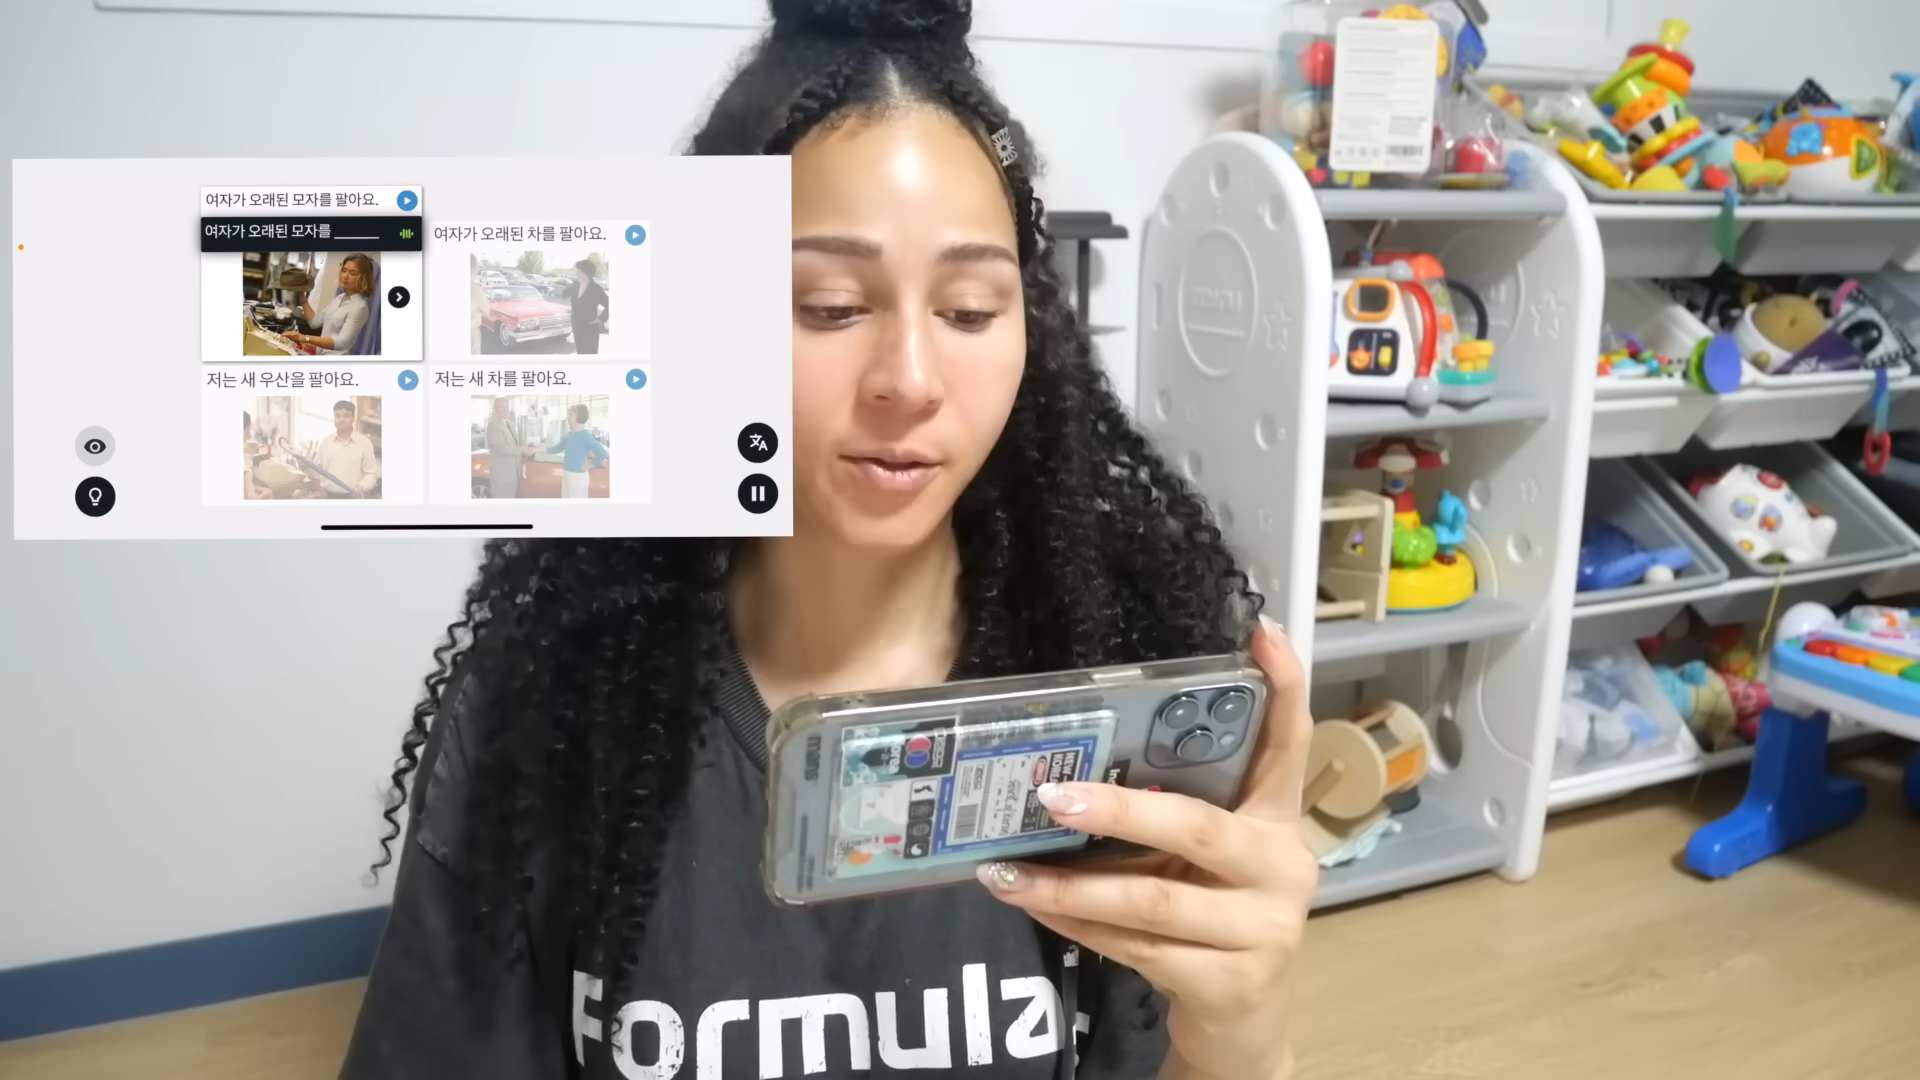 여자가 오래된 모자를 팔아요.
여자가 오래된 모자를 ______
여자가 오래된 차를 팔아요.
저는 새 우산을 팔아요.
저는 새 차를 팔아요.
Formula